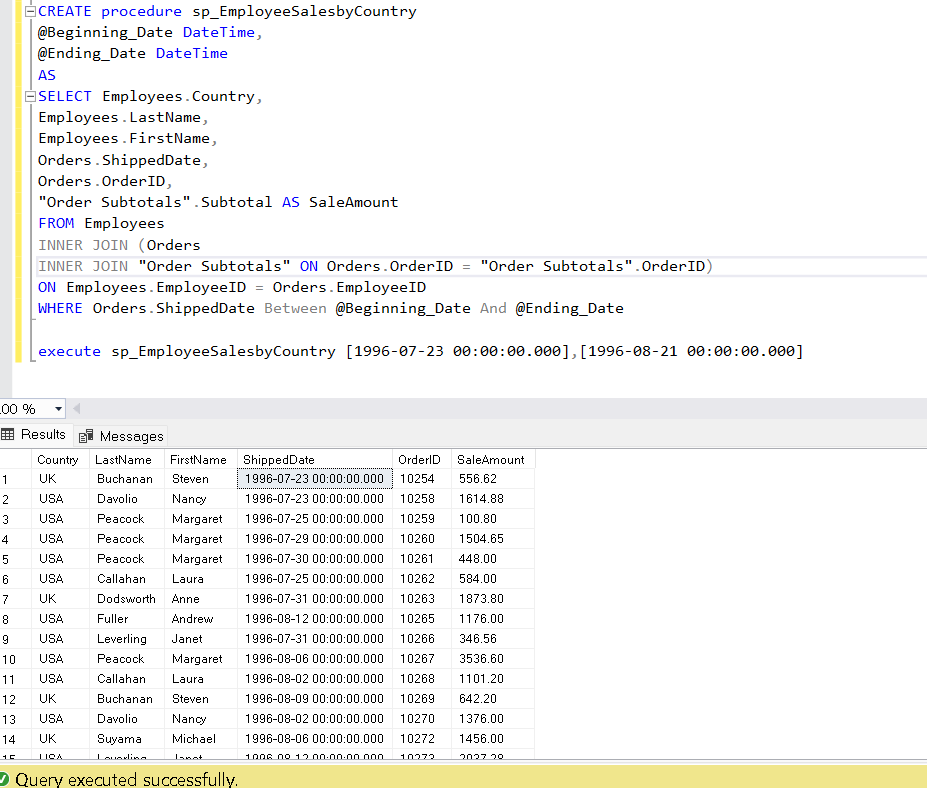 CREATE procedure sp_EmployeeSalesbyCountry
@Beginning_Date DateTime,
@Ending_Date DateTime
AS
SELECT Employees.Country,
Employees.LastName,
Employees.FirstName,
Orders.ShippedDate,
Orders.OrderID,
"Order Subtotals".Subtotal AS SaleAmount
FROM Employees
INNER JOIN (Orders
INNER JOIN "Order Subtotals" ON Orders.OrderID = "Order Subtotals".OrderID)
ON Employees.EmployeeID = Orders.EmployeeID
WHERE Orders.ShippedDate Between @Beginning_Date And @Ending_Date
execute sp_EmployeeSalesbyCountry [1996-07-23 00:00:00.000],[1996-08-21 00:00:00.000]
00 %
Results Messages
Country LastName FirstName ShippedDate OrderID SaleAmount
1 UK Buchanan Steven 1996-07-23 00:00:00.000 10254 556.62
2 USA Davolio Nancy 1996-07-23 00:00:00.000 10258 1614.88
3 USA Peacock Margaret 1996-07-25 00:00:00.000 10259 100.80
4 USA Peacock Margaret 1996-07-29 00:00:00.000 10260 1504.65
5 USA Peacock Margaret 1996-07-30 00:00:00.000 10261 448.00
6 USA Callahan Laura 1996-07-25 00:00:00.000 10262 584.00
7 UK Dodsworth Anne 1996-07-31 00:00:00.000 10263 1873.80
8 USA Fuller Andrew 1996-08-12 00:00:00.000 10265 1176.00
9 USA Leverling Janet 1996-07-31 00:00:00.000 10266 346.56
10 USA Peacock Margaret 1996-08-06 00:00:00.000 10267 3536.60
11 USA Callahan Laura 1996-08-02 00:00:00.000 10268 1101.20
12 UK Buchanan Steven 1996-08-09 00:00:00.000 10269 642.20
13 USA Davolio Nancy 1996-08-02 00:00:00.000 10270 1376.00
14 UK Suyama Michael 1996-08-06 00:00:00.000 10272 1456.00
15 USA Leverling Janet 1996-08-12 00:00:00.000 10273 2037.28
Query executed successfully.